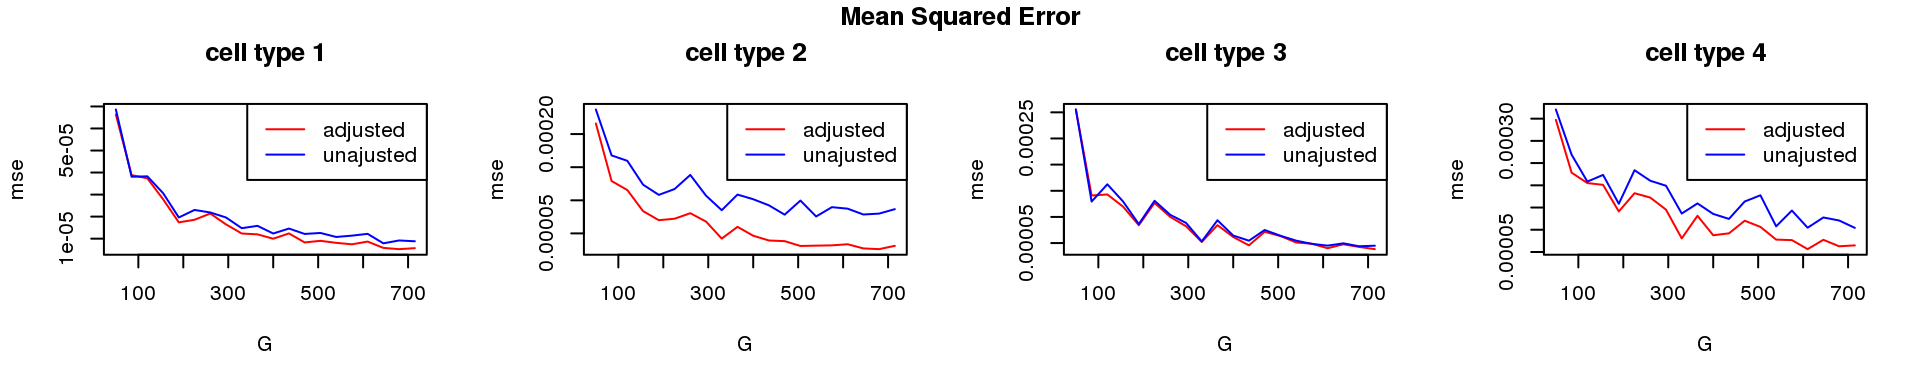 Mean Squared Error
cell type 1
mse
5e-05
1e-05
adjusted
unajusted
100 300 500 700
G
cell type 2
mse
0.00020
0.00005
adjusted
unajusted
100 300 500 700
G
cell type 3
mse
0.00025
0.00005
adjusted
unajusted
100 300 500 700
G
cell type 4
mse
0.00030
0.00005
adjusted
unajusted
100 300 500 700
G